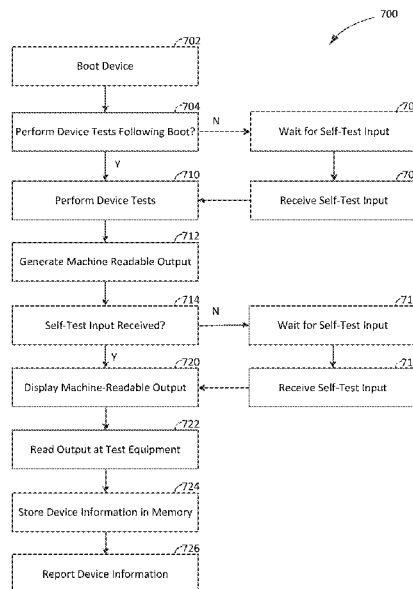 700
702
Boot Device
704
Perform Device Tests Following Boot?
N
Wait for Self-Test Input
Y
710
Perform Device Tests
Receive Self-Test Input
712
Generate Machine Readable Output
714
Self-Test Input Received?
N
Wait for Self-Test Input
Y
720
Display Machine-Readable Output
Receive Self-Test Input
722
Read Output at Test Equipment
724
Store Device Information in Memory
726
Report Device Information